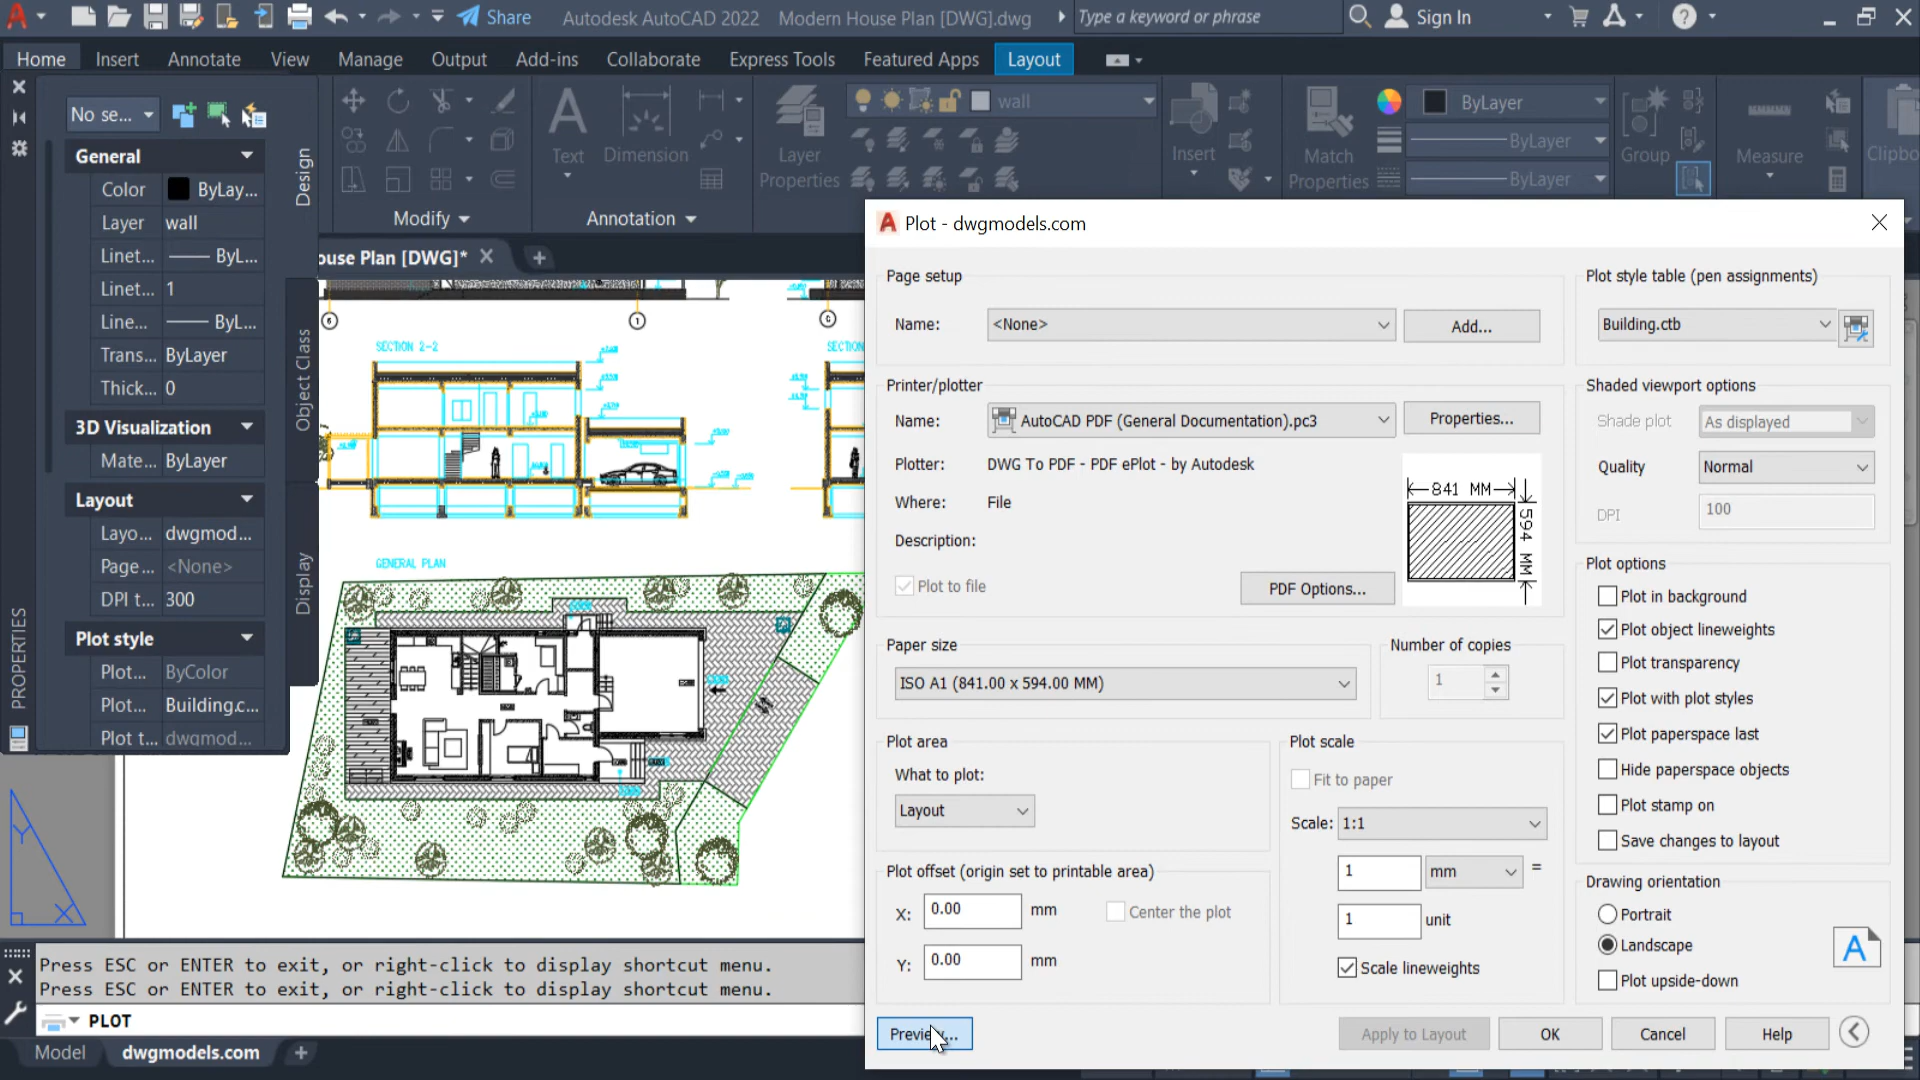 Share
Autodesk AutoCAD 2022
Modern House Plan [DWG].dwg
Type a keyword or phrase
Sign In
Home
Insert
Annotate
View
Manage
Output
Add-ins
Collaborate
Express Tools
Featured Apps
Layout
No se...
General
Color ByLay...
Layer wall
Linet... ByL...
Linet... 1
Line... ByL...
Trans... ByLayer
Thick... 0
3D Visualization
Mate... ByLayer
Layout
Layo... dwgmod...
Page ... <None>
DPI t... 300
Plot style
Plot... ByColor
Plot... Building.c...
Plot t... dwgmod...
Design
Object Class
Display
PROPERTIES
Modify
Text
Dimension
Annotation
Layer
Properties
wall
Insert
Match
Properties
ByLayer
ByLayer
ByLayer
Group
Measure
Clipbo
ouse Plan [DWG]*
6
1
C
SECTION 2-2
SECTION
GENERAL PLAN
Y
X
Plot - dwgmodels.com
Page setup
Name: <None>
Add...
Printer/plotter
Name: AutoCAD PDF (General Documentation).pc3
Properties...
Plotter: DWG To PDF - PDF ePlot - by Autodesk
Where: File
Description:
Plot to file
PDF Options...
841 MM
594 MM
Paper size
ISO A1 (841.00 x 594.00 MM)
Number of copies
1
Plot area
What to plot:
Layout
Plot scale
Fit to paper
Scale: 1:1
1 mm =
1 unit
Scale lineweights
Plot offset (origin set to printable area)
X: 0.00 mm
Center the plot
Y: 0.00 mm
Plot style table (pen assignments)
Building.ctb
Shaded viewport options
Shade plot As displayed
Quality Normal
DPI 100
Plot options
Plot in background
Plot object lineweights
Plot transparency
Plot with plot styles
Plot paperspace last
Hide paperspace objects
Plot stamp on
Save changes to layout
Drawing orientation
Portrait
Landscape
Plot upside-down
A
Preview...
Apply to Layout
OK
Cancel
Help
Press ESC or ENTER to exit, or right-click to display shortcut menu.
Press ESC or ENTER to exit, or right-click to display shortcut menu.
PLOT
Model
dwgmodels.com